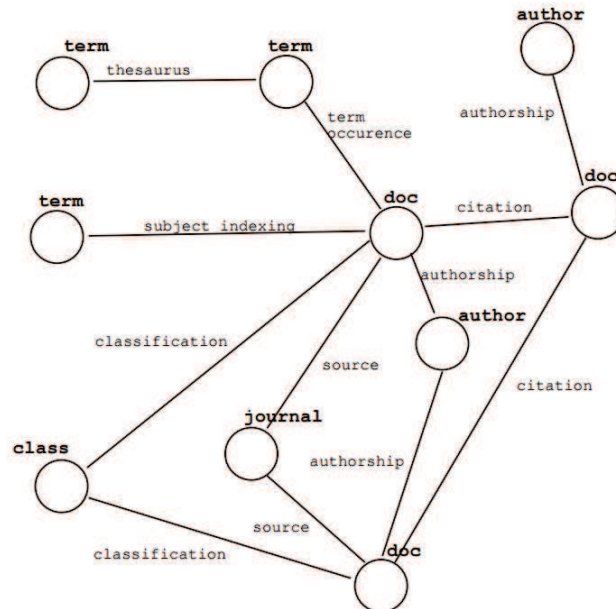 author
term
term
thesaurus
authorship
term
occurence
doc
term
doc
citation
subject indexing
authorship
author
classification
source
citation
journal
class
authorship
source
doc
classification